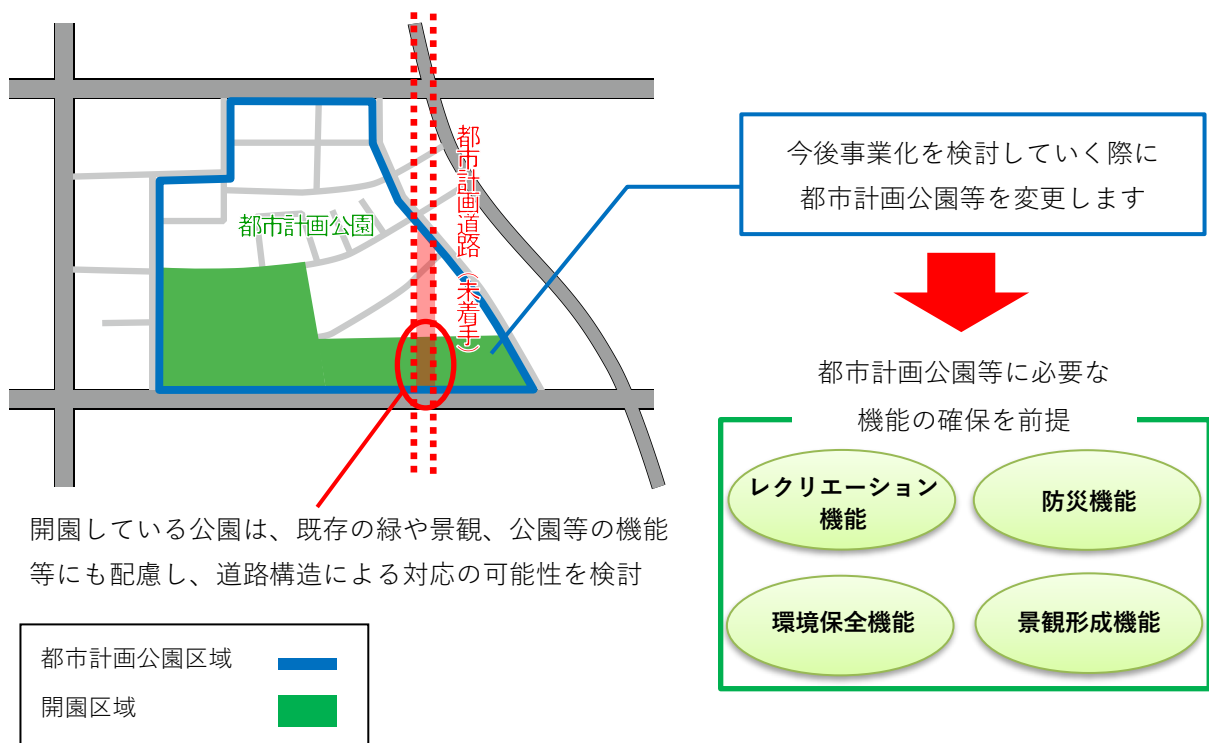 都市計画公園
都市計画道路（未着手）
今後事業化を検討していく際に
都市計画公園等を変更します
都市計画公園等に必要な
機能の確保を前提
レクリエーション
機能
防災機能
環境保全機能
景観形成機能
開園している公園は、既存の緑や景観、公園等の機能
等にも配慮し、道路構造による対応の可能性を検討
都市計画公園区域
開園区域